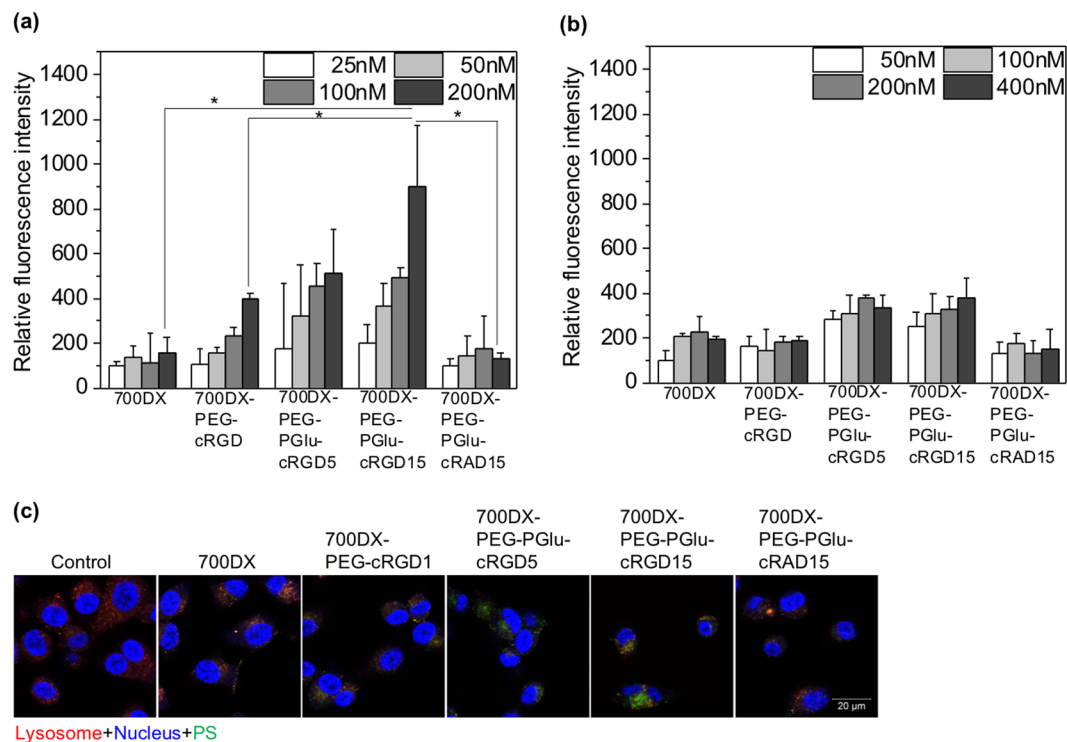 (a)
Relative fluorescence intensity
1400
1200
1000
800
600
400
200
0
25nM
50nM
100nM
200nM
*
*
*
700DX
700DX-
PEG-
cRGD
700DX-
PEG-
PGlu-
cRGD5
700DX-
PEG-
PGlu-
cRGD15
700DX-
PEG-
PGlu-
cRAD15
(b)
Relative fluorescence intensity
1400
1200
1000
800
600
400
200
0
50nM
100nM
200nM
400nM
700DX
700DX-
PEG-
cRGD
700DX-
PEG-
PGlu-
cRGD5
700DX-
PEG-
PGlu-
cRGD15
700DX-
PEG-
PGlu-
cRAD15
(c)
Control
700DX
700DX-
PEG-cRGD1
700DX-
PEG-PGlu-
cRGD5
700DX-
PEG-PGlu-
cRGD15
700DX-
PEG-PGlu-
cRAD15
20 µm
Lysosome+Nucleus+PS